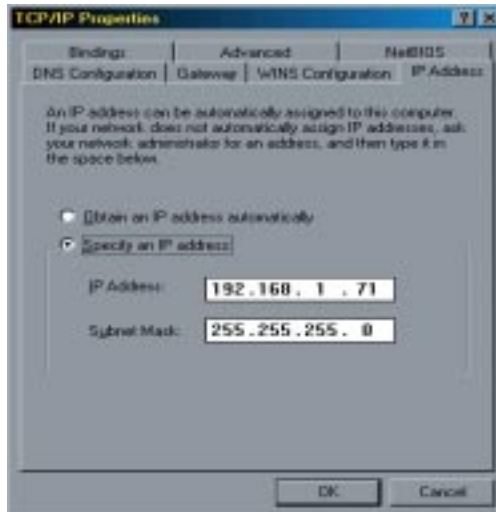 TCP/IP Properties
? X
Bindings Advanced NetBIOS
DNS Configuration Gateway WINS Configuration IP Address
An IP address can be automatically assigned to this computer.
If your network does not automatically assign IP addresses, ask
your network administrator for an address, and then type it in
the space below.
Obtain an IP address automatically
Specify an IP address
IP Address: 192.168. 1 .71
Subnet Mask: 255.255.255. 0
OK Cancel